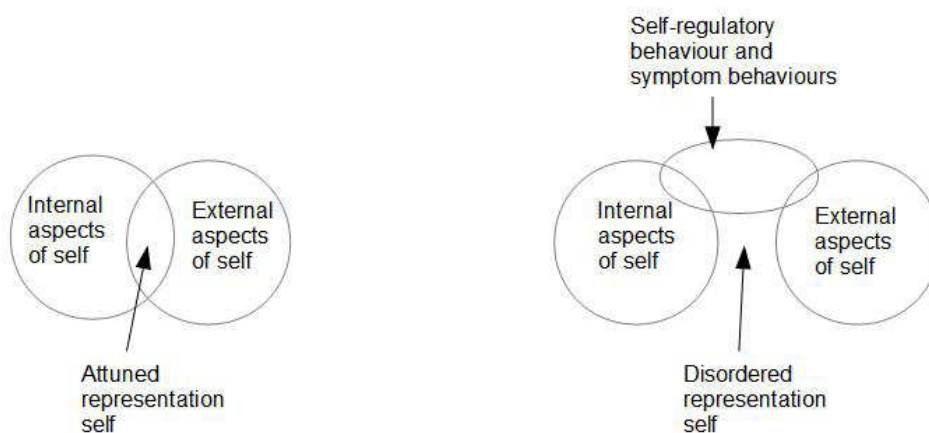 Self-regulatory
behaviour and
symptom behaviours
Internal
aspects
of self
External
aspects
of self
Internal
aspects
of self
External
aspects
of self
Attuned
representation
self
Disordered
representation
self